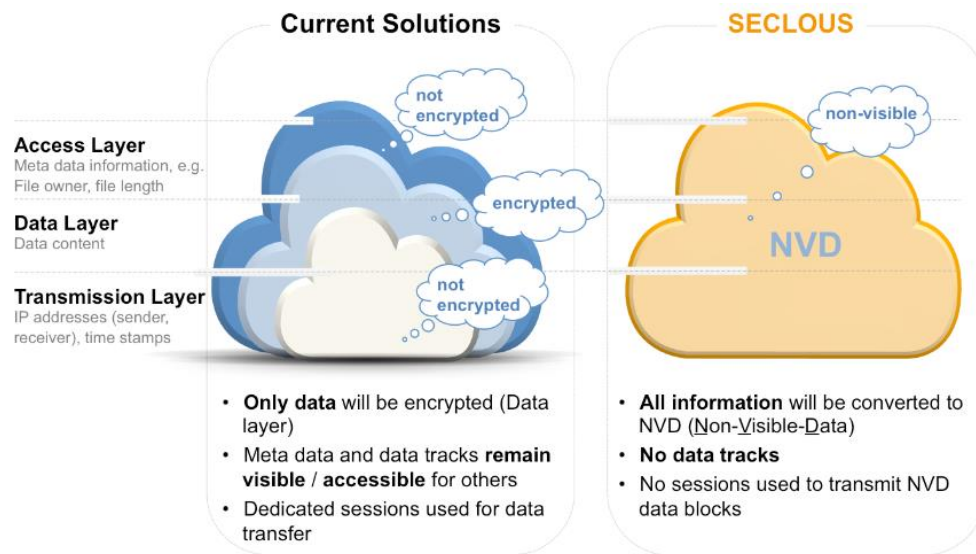 Current Solutions
SECLOUS
not
encrypted
non-visible
Access Layer
Meta data information, e.g.
File owner, file length
encrypted
Data Layer
Data content
NVD
not
encrypted
Transmission Layer
IP addresses (sender,
receiver), time stamps
• Only data will be encrypted (Data
layer)
• Meta data and data tracks remain
visible / accessible for others
• Dedicated sessions used for data
transfer
• All information will be converted to
NVD (Non-Visible-Data)
• No data tracks
• No sessions used to transmit NVD
data blocks